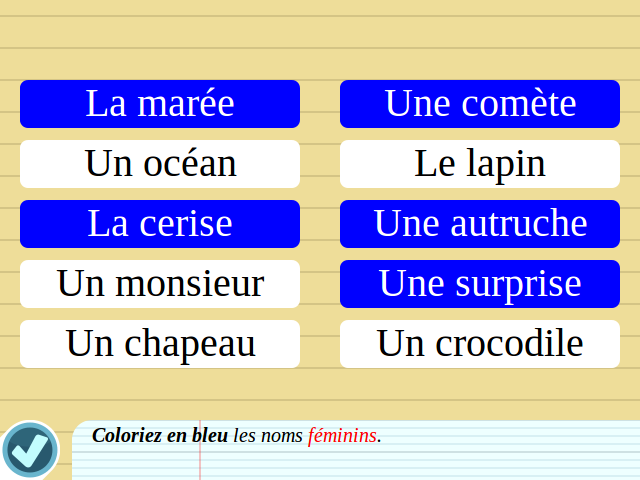 La marée
Une comète
Un océan
Le lapin
La cerise
Une autruche
Un monsieur
Une surprise
Un chapeau
Un crocodile
Coloriez en bleu les noms féminins.